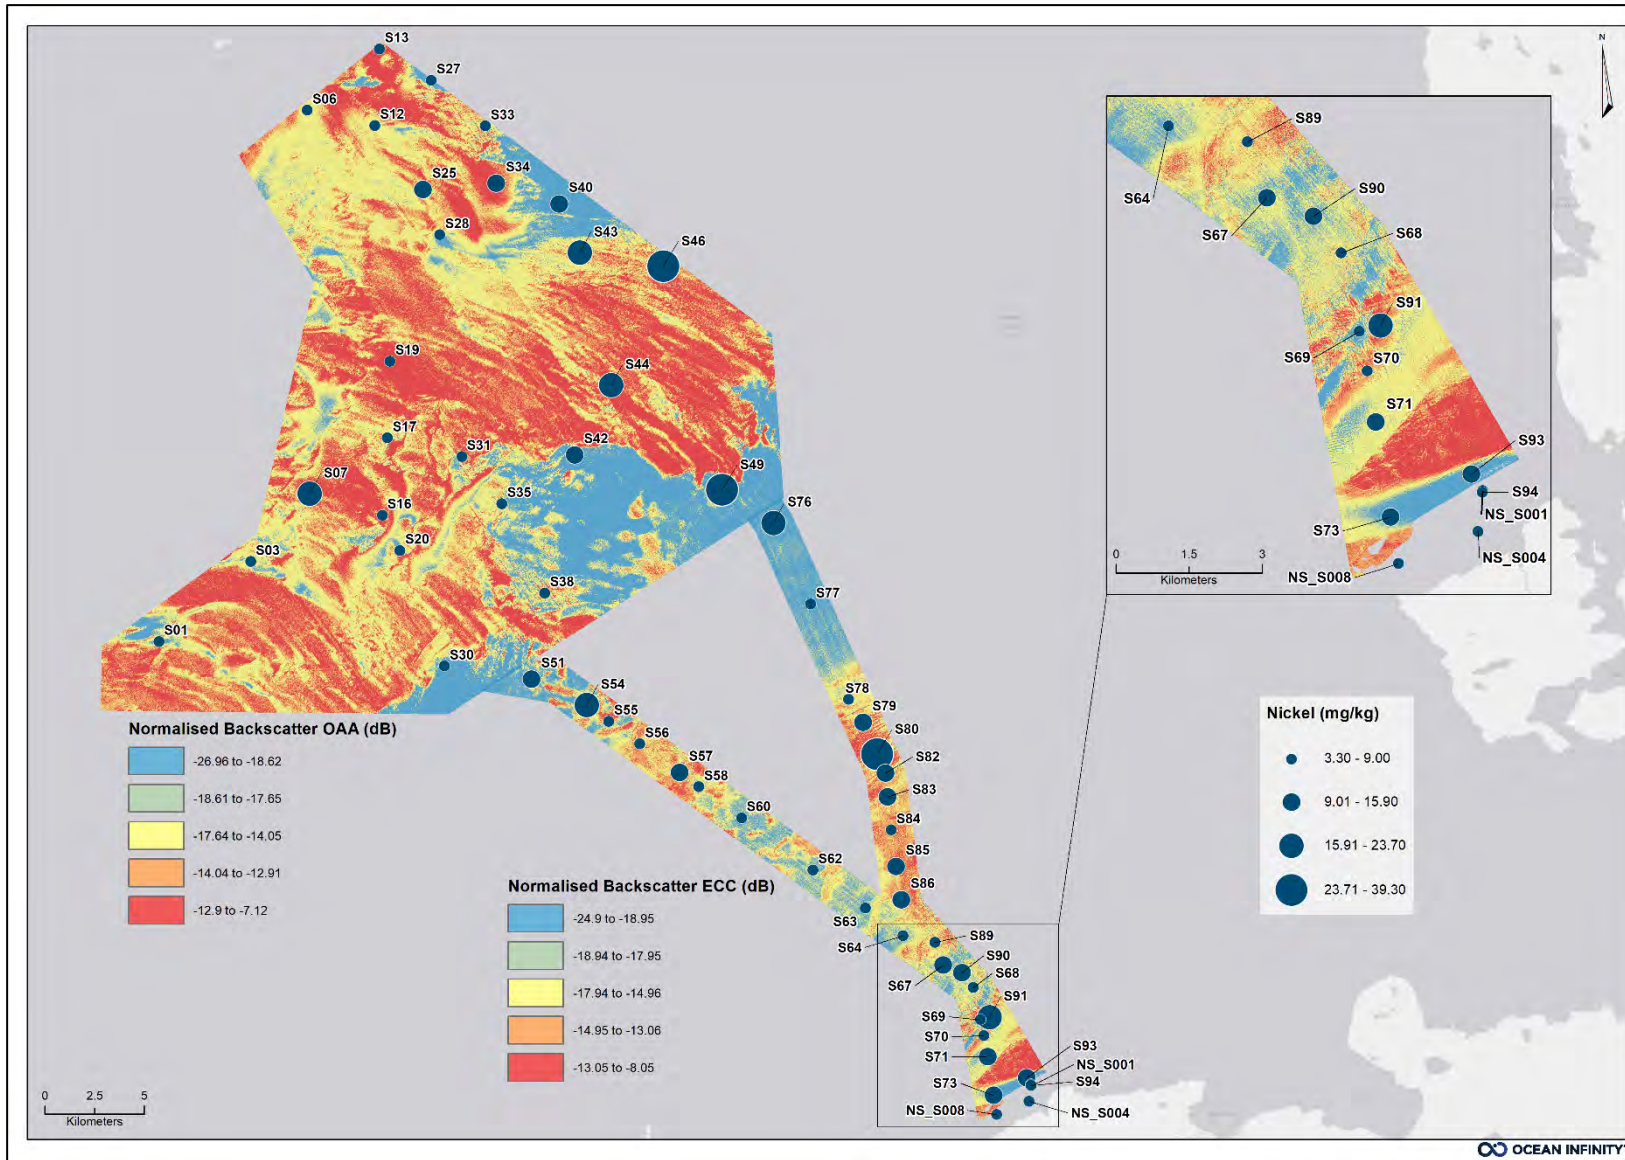 S13
S27
S06
S12
S33
S34
S25
S40
S28
S43
S46
S19
S44
S17
S31
S42
S07
S49
S35
S16
S76
S20
S03
S38
S77
S01
S30
S51
S54
S55
S78
S79
S56
S80
S57
S82
S58
S83
S60
S84
S62
S85
S86
S63
S64
S89
S90
S67
S68
S91
S69
S70
S71
S93
NS_S001
S73
S94
NS_S008
NS_S004
N
S89
S64
S90
S67
S68
S91
S69
S70
S71
S93
S94
NS_S001
S73
NS_S004
NS_S008
0 1.5 3
Kilometers
Normalised Backscatter OAA (dB)
-26.96 to -18.62
-18.61 to -17.65
-17.64 to -14.05
-14.04 to -12.91
-12.9 to -7.12
Normalised Backscatter ECC (dB)
-24.9 to -18.95
-18.94 to -17.95
-17.94 to -14.96
-14.95 to -13.06
-13.05 to -8.05
Nickel (mg/kg)
3.30 - 9.00
9.01 - 15.90
15.91 - 23.70
23.71 - 39.30
0 2.5 5
Kilometers
OCEAN INFINITY